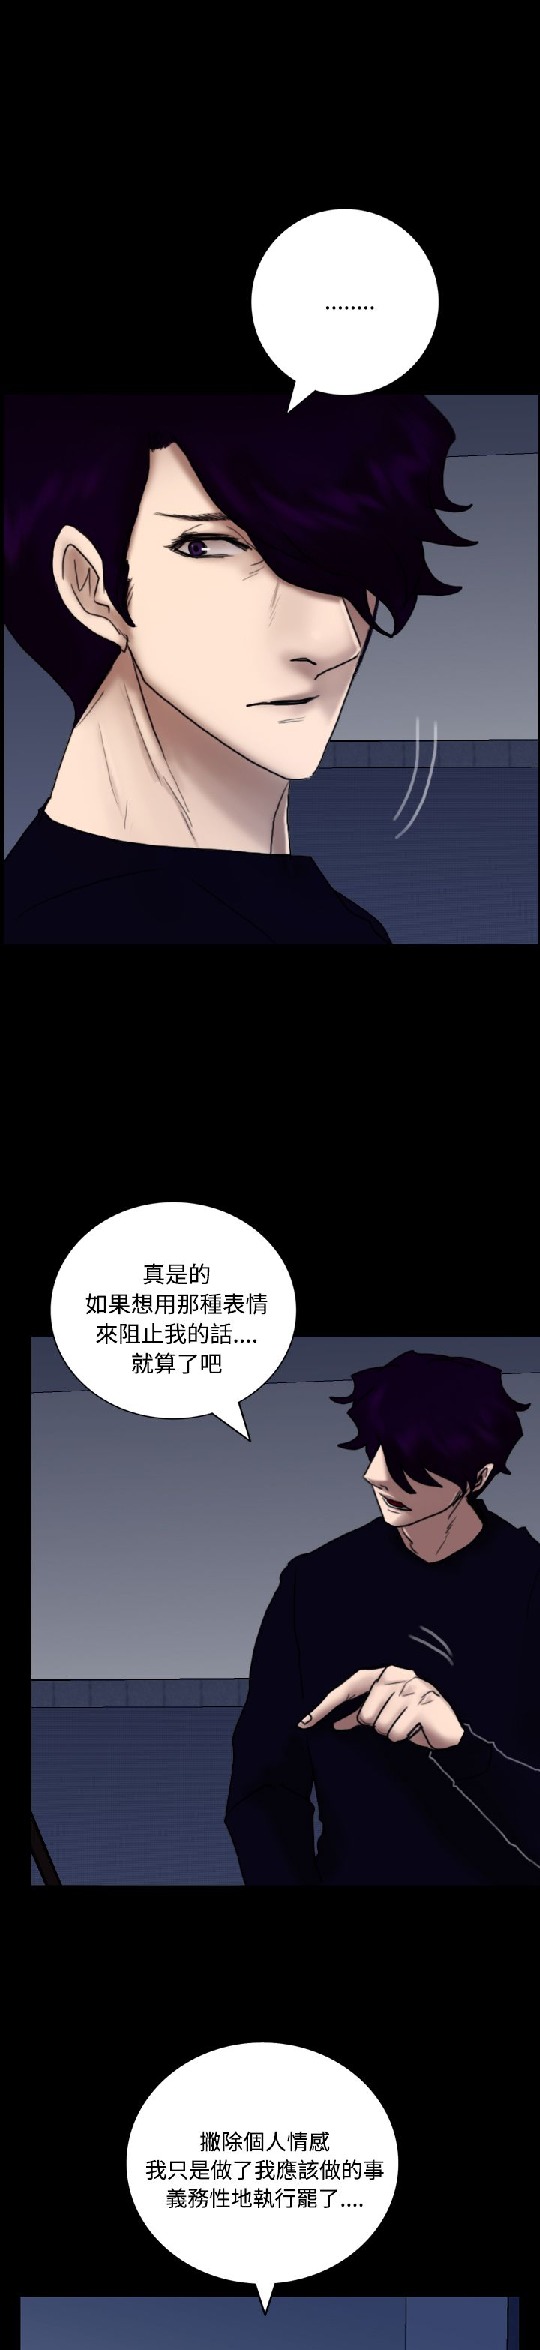 ........
真是的
如果想用那種表情
來阻止我的話....
就算了吧
撇除個人情感
我只是做了我應該做的事
義務性地執行罷了....